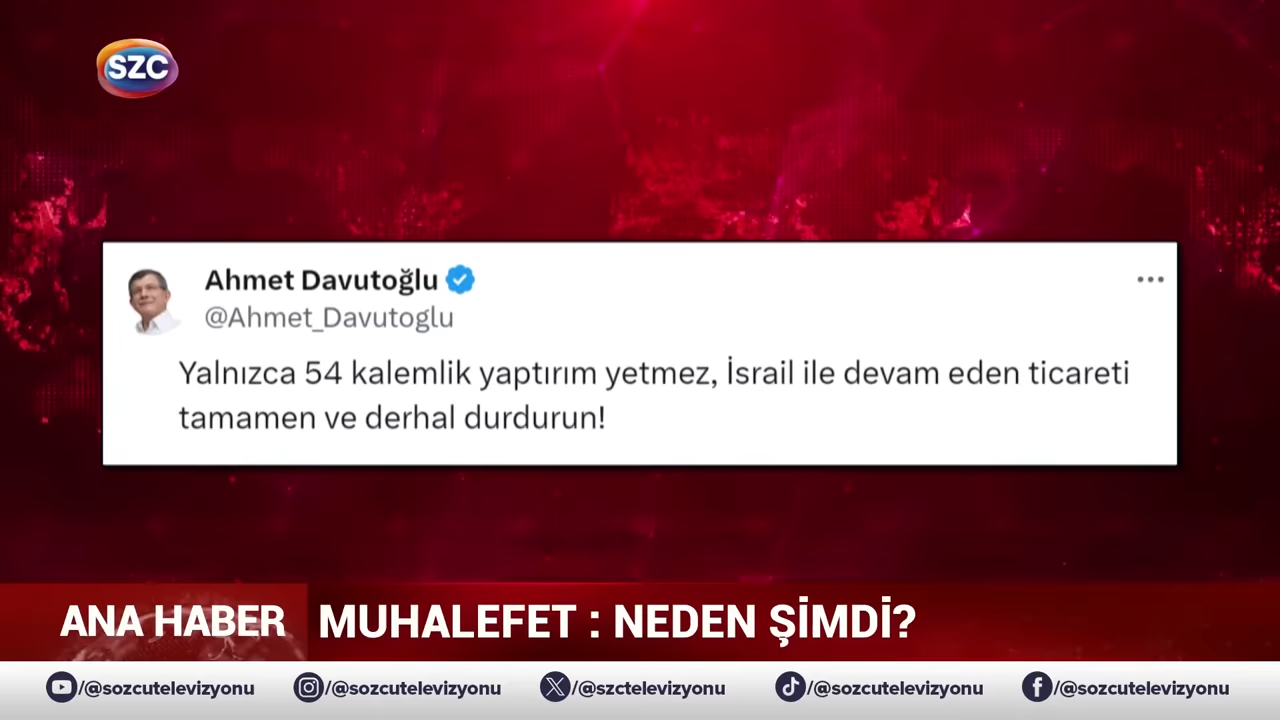 SZC
Ahmet Davutoğlu
@Ahmet_Davutoglu
Yalnızca 54 kalemlik yaptırım yetmez, İsrail ile devam eden ticareti
tamamen ve derhal durdurun!
ANA HABER
MUHALEFET : NEDEN ŞİMDİ?
/@sozcutelevizyonu /@sozcutelevizyonu /@szctelevizyonu /@sozcutelevizyonu /@sozcutelevizyonu